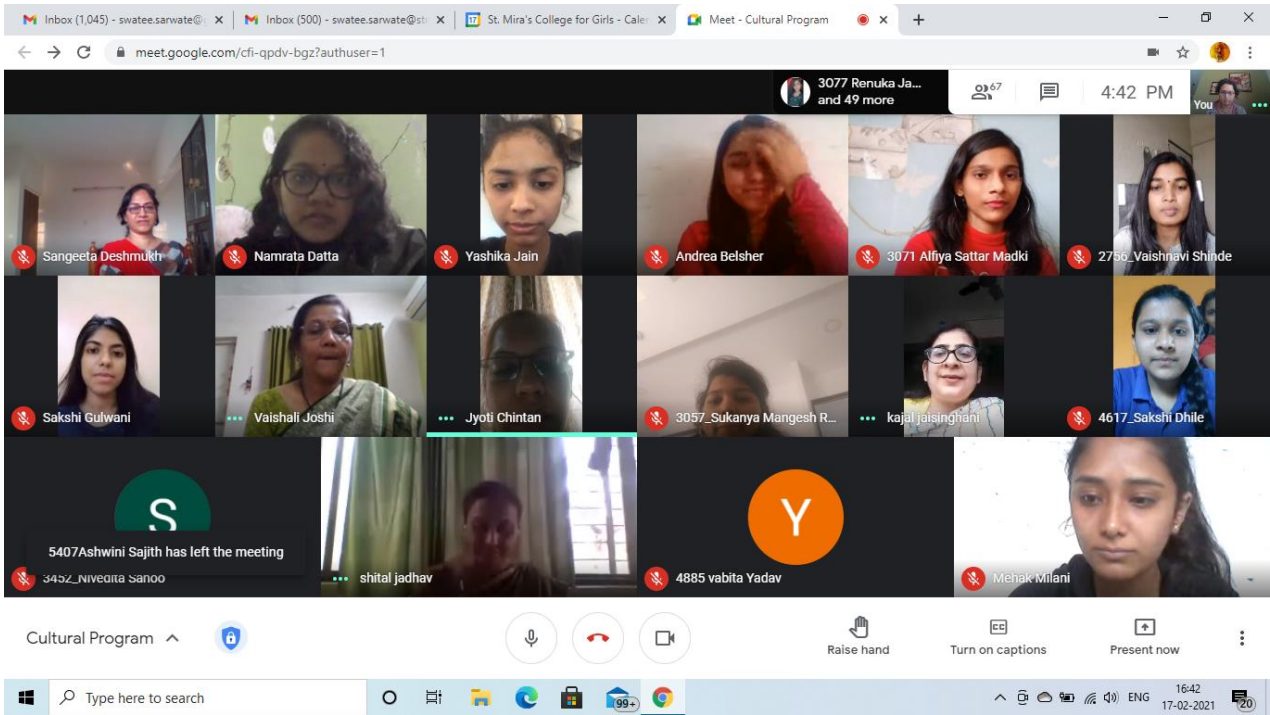 Inbox (1,045) - swatee.sarwate@g
Inbox (500) - swatee.sarwate@st
17
St. Mira's College for Girls - Caler
Meet - Cultural Program
meet.google.com/cfi-qpdv-bgz?authuser=1
3077 Renuka Ja...
and 49 more
67
4:42 PM
You
Sangeeta Deshmukh
Namrata Datta
Yashika Jain
Andrea Belsher
3071 Alfiya Sattar Madki
2756_Vaishnavi Shinde
Sakshi Gulwani
Vaishali Joshi
Jyoti Chintan
3057_Sukanya Mangesh R...
kajal jaisinghani
4617_Sakshi Dhile
S
Y
5407Ashwini Sajith has left the meeting
3452_Nivedita Sahoo
shital jadhav
4885 vabita Yadav
Mehak Milani
Cultural Program
Raise hand
CC
Turn on captions
Present now
Type here to search
99+
ENG
16:42
17-02-2021
20